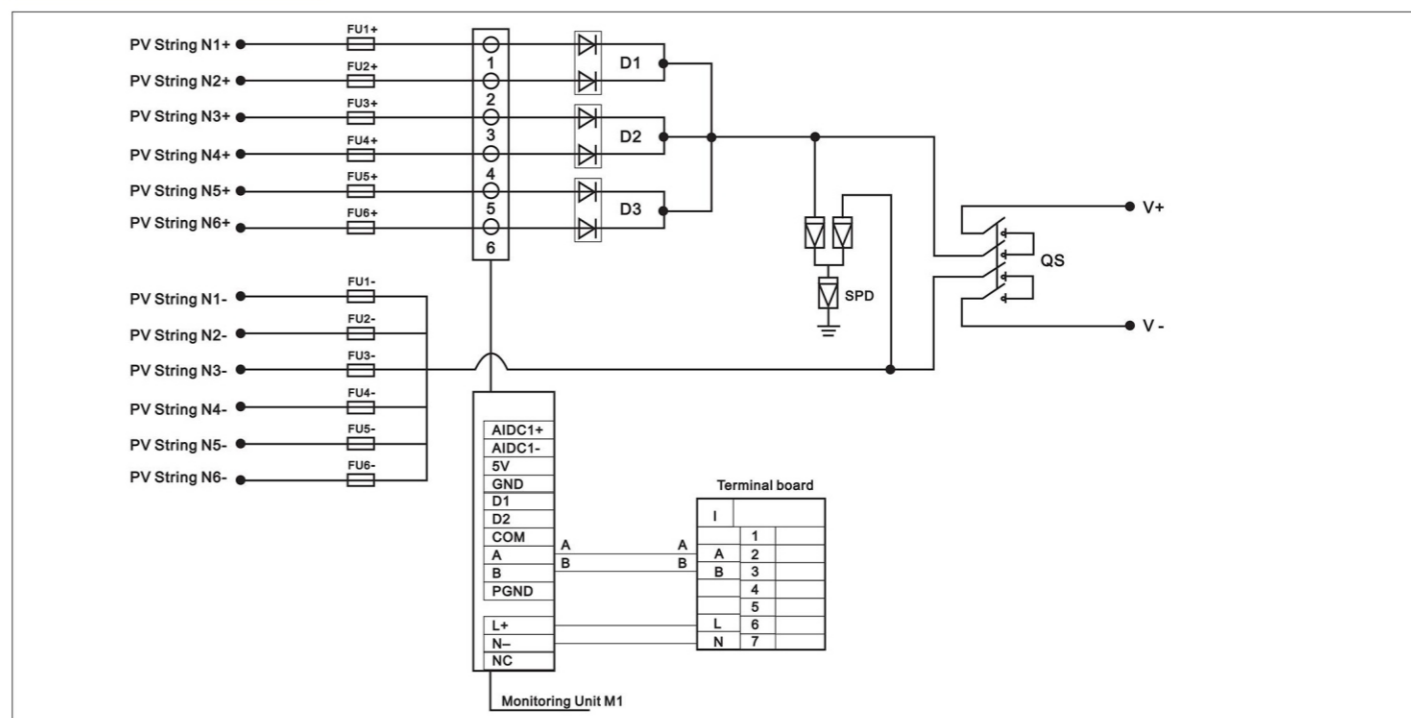 FU1+
PV String N1+
1
D1
FU2+
PV String N2+
2
FU3+
PV String N3+
3
D2
FU4+
PV String N4+
4
FU5+
PV String N5+
5
D3
FU6+
PV String N6+
6
V+
QS
SPD
V -
FU1-
PV String N1-
FU2-
PV String N2-
FU3-
PV String N3-
FU4-
PV String N4-
FU5-
PV String N5-
FU6-
PV String N6-
AIDC1+
AIDC1-
5V
GND
D1
D2
COM
A
B
PGND
L+
N–
NC
A A
B B
Terminal board
I
1
A 2
B 3
4
5
L 6
N 7
Monitoring Unit M1